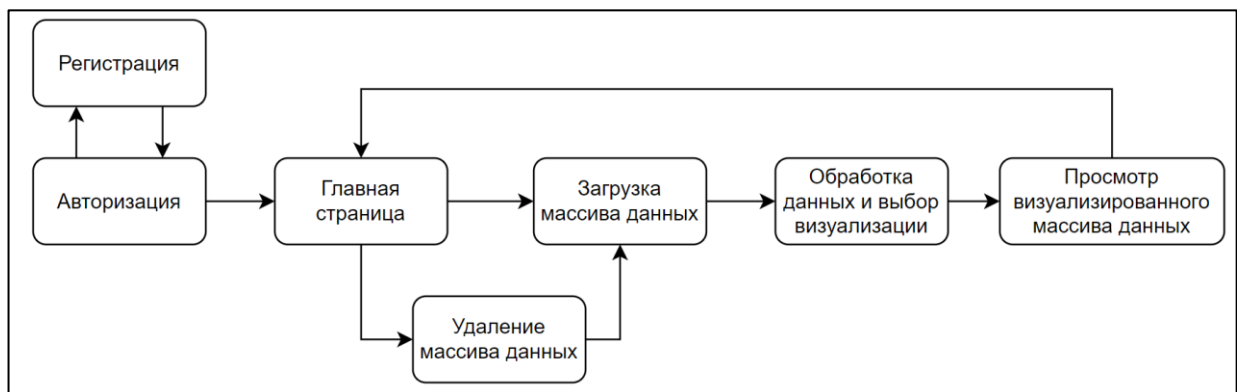 Регистрация
Авторизация
Главная
страница
Загрузка
массива данных
Обработка
данных и выбор
визуализации
Просмотр
визуализированного
массива данных
Удаление
массива данных